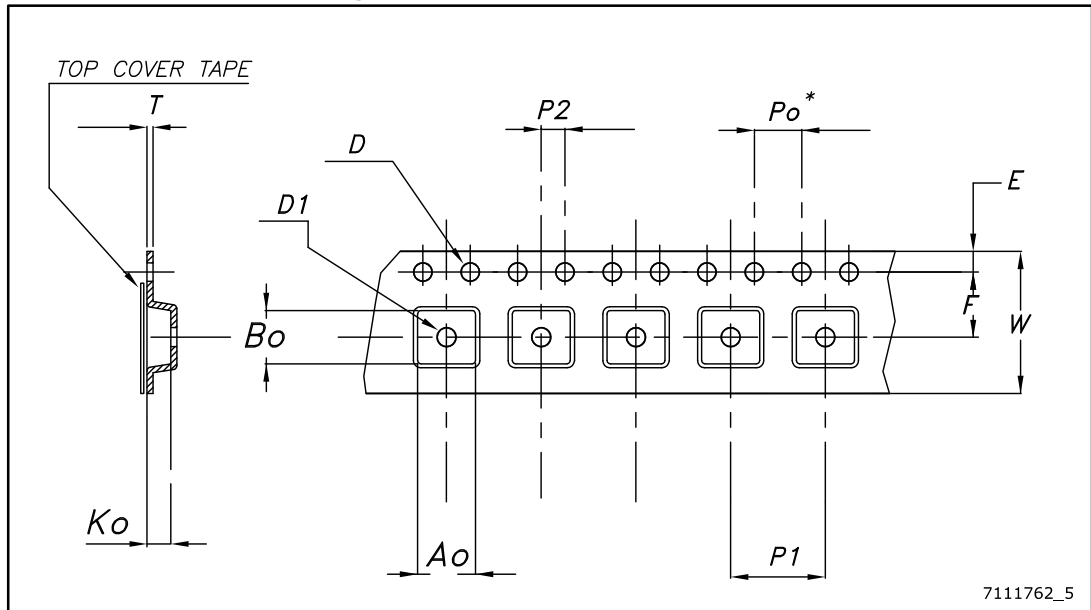 TOP COVER TAPE
T
P2
Po*
D
E
D1
Bo
F
W
Ko
Ao
P1
7111762_5